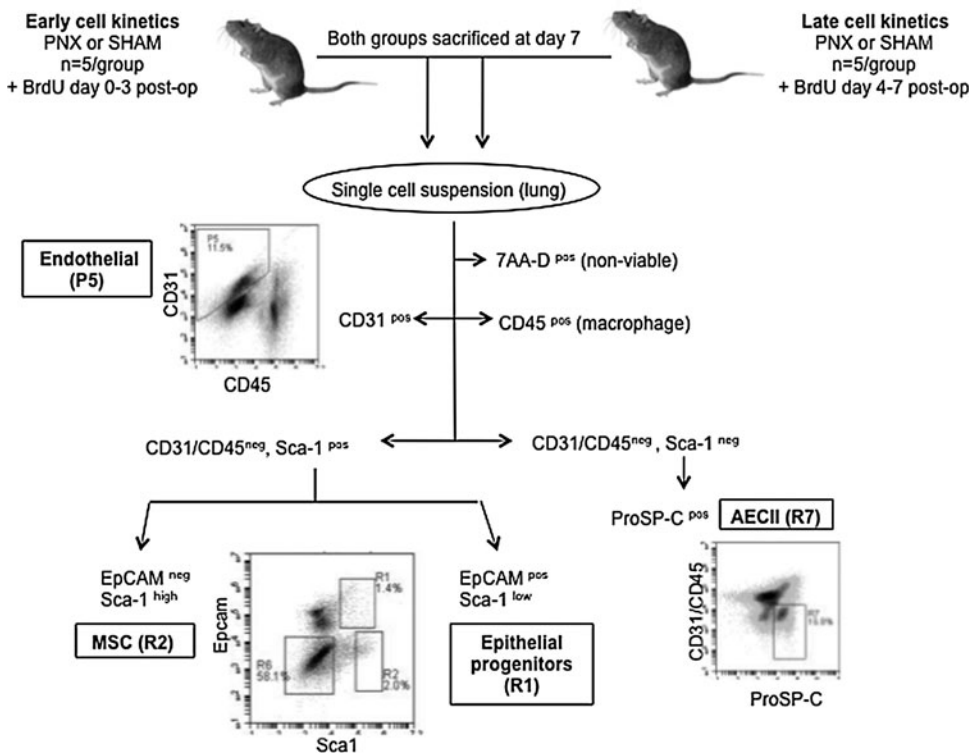 Early cell kinetics
PNX or SHAM
n=5/group
+ BrdU day 0-3 post-op
Both groups sacrificed at day 7
Late cell kinetics
PNX or SHAM
n=5/group
+ BrdU day 4-7 post-op
Single cell suspension (lung)
Endothelial
(P5)
P5
11.5%
CD31
CD45
7AA-D pos (non-viable)
CD31 pos
CD45 pos (macrophage)
CD31/CD45neg, Sca-1 pos
CD31/CD45neg, Sca-1 neg
ProSP-C pos
AECII (R7)
EpCAM neg
Sca-1 high
MSC (R2)
Epcam
R1
1.4%
R6
58.1%
R2
2.0%
Sca1
EpCAM pos
Sca-1 low
Epithelial
progenitors
(R1)
CD31/CD45
R7
ProSP-C